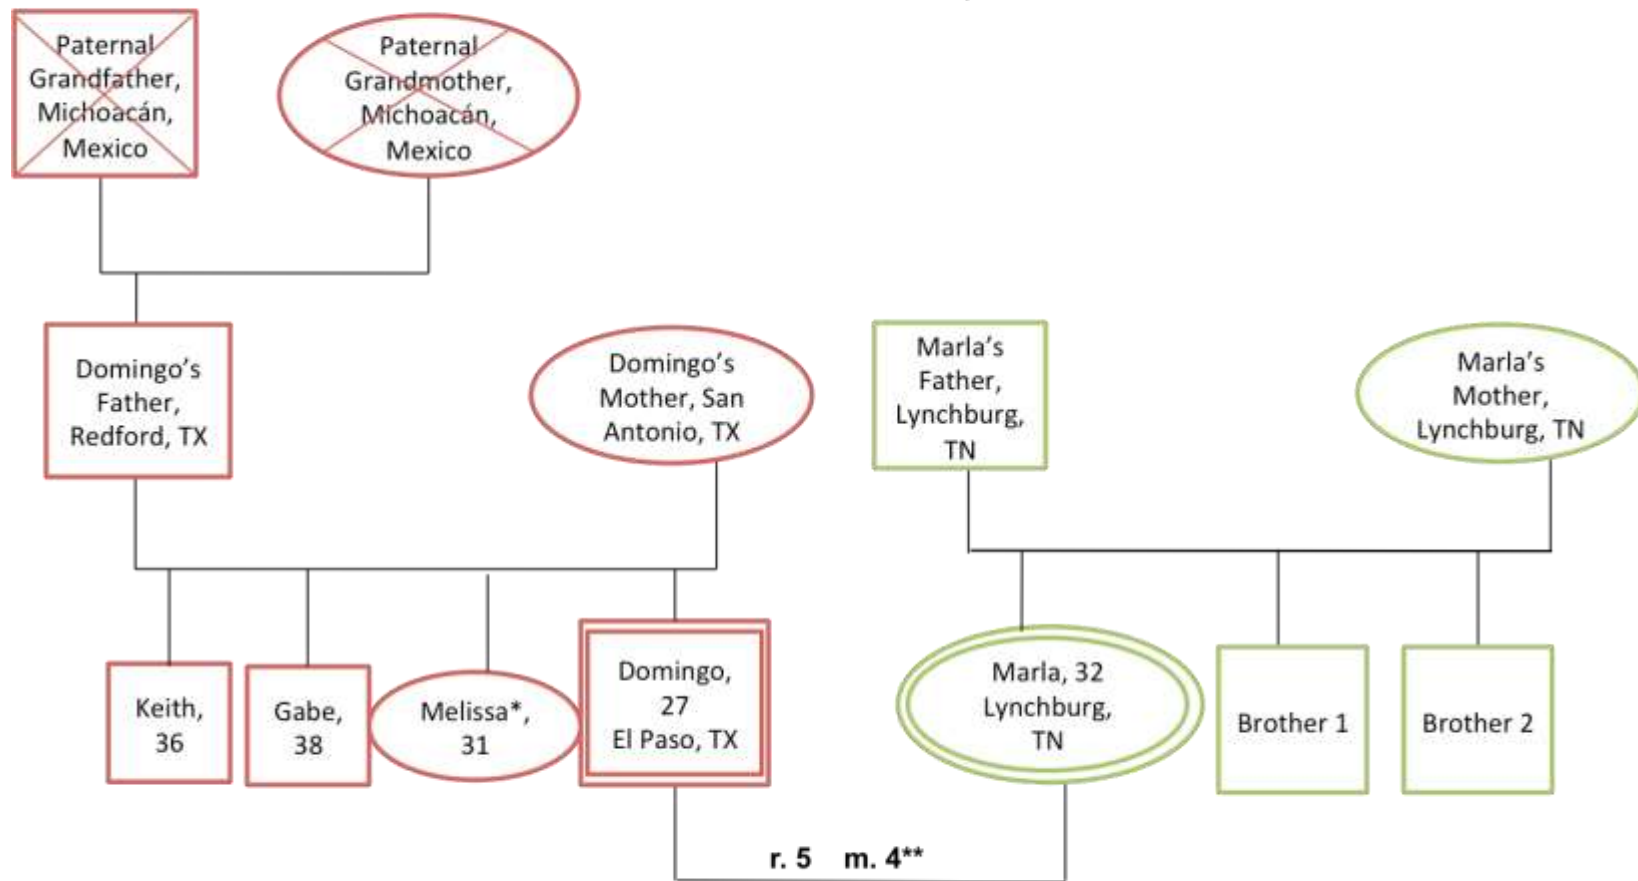 Paternal
Grandfather,
Michoacán,
Mexico
Paternal
Grandmother,
Michoacán,
Mexico
Domingo's
Father,
Redford, TX
Domingo's
Mother, San
Antonio, TX
Marla's
Father,
Lynchburg,
TN
Marla's
Mother,
Lynchburg, TN
Keith,
36
Gabe,
38
Melissa*,
31
Domingo,
27
El Paso, TX
Marla, 32
Lynchburg,
TN
Brother 1
Brother 2
r. 5 m. 4**